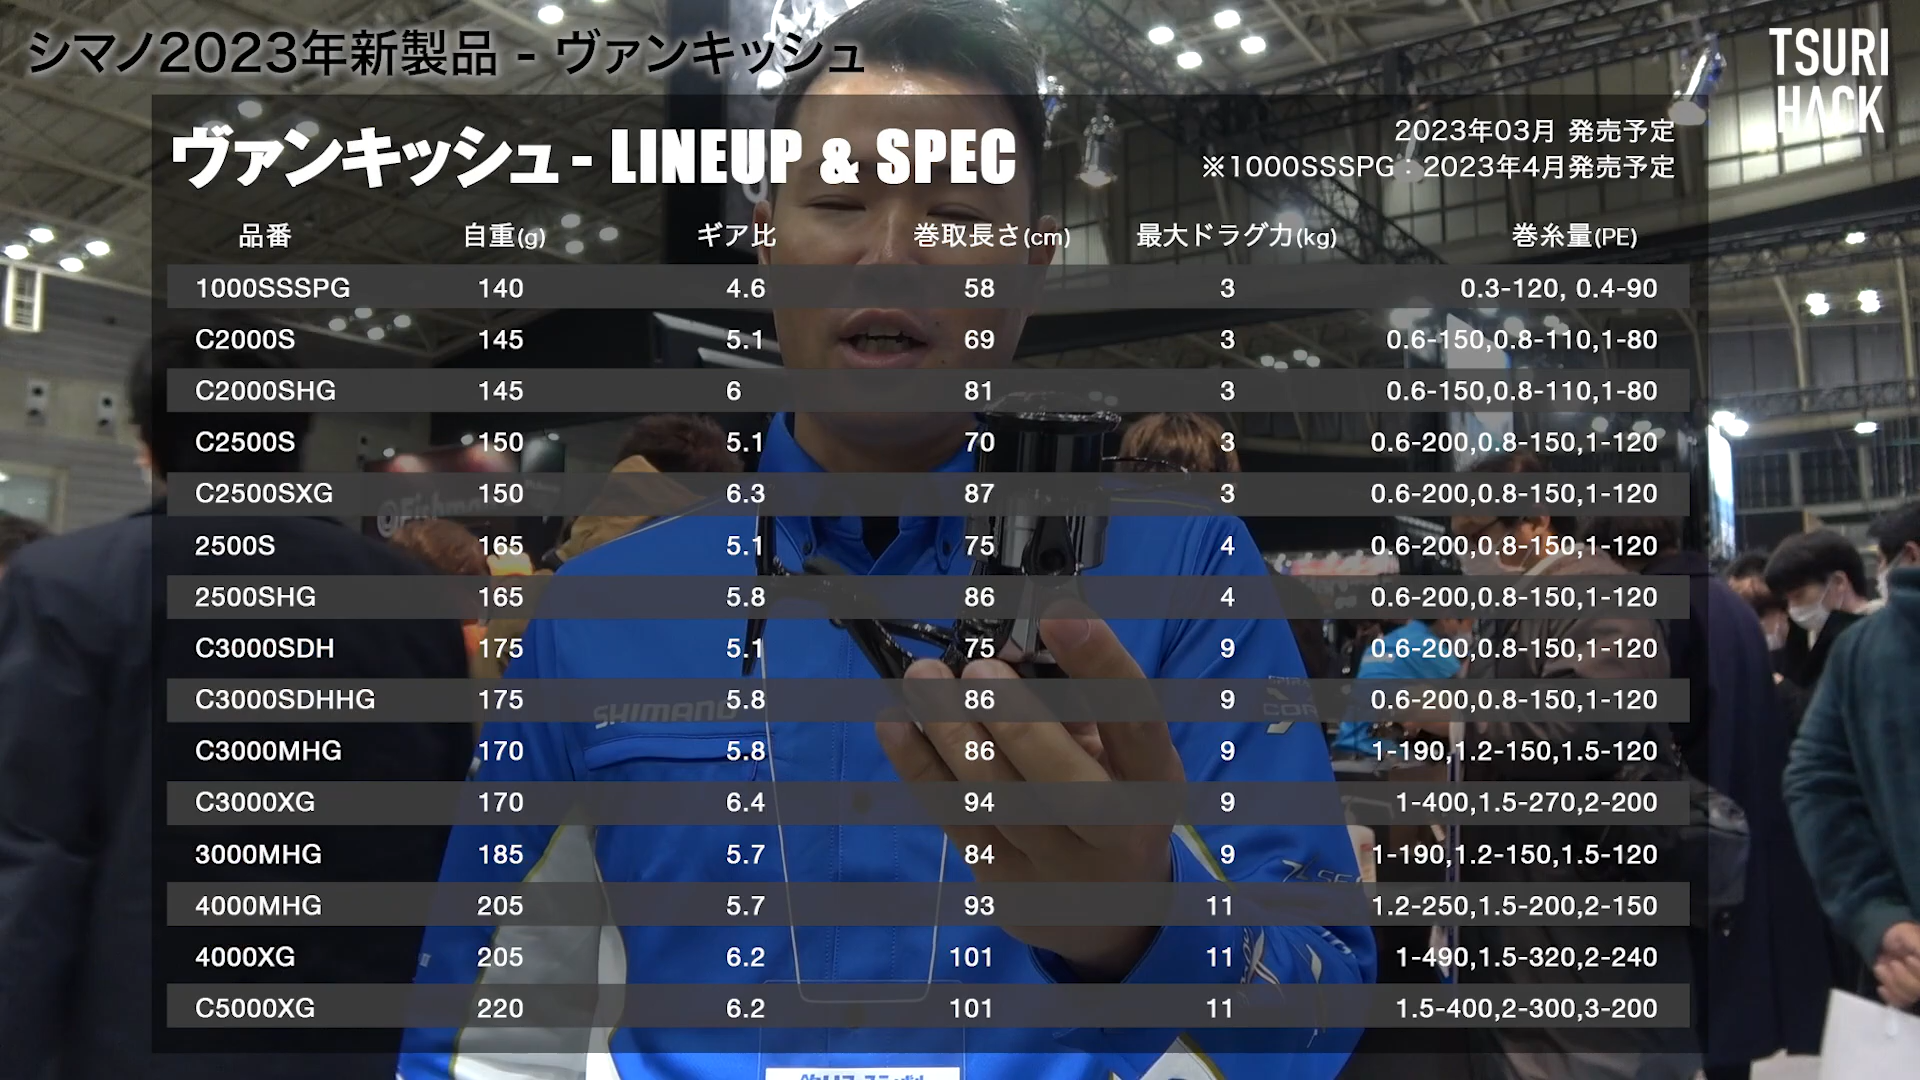 シマノ2023年新製品 - ヴァンキッシュ
TSURI
HACK
ヴァンキッシュ - LINEUP & SPEC
2023年03月 発売予定
※1000SSSPG：2023年4月発売予定
品番 自重(g) ギア比 巻取長さ(cm) 最大ドラグ力(kg) 巻糸量(PE)
1000SSSPG 140 4.6 58 3 0.3-120, 0.4-90
C2000S 145 5.1 69 3 0.6-150,0.8-110,1-80
C2000SHG 145 6 81 3 0.6-150,0.8-110,1-80
C2500S 150 5.1 70 3 0.6-200,0.8-150,1-120
C2500SXG 150 6.3 87 3 0.6-200,0.8-150,1-120
2500S 165 5.1 75 4 0.6-200,0.8-150,1-120
2500SHG 165 5.8 86 4 0.6-200,0.8-150,1-120
C3000SDH 175 5.1 75 9 0.6-200,0.8-150,1-120
C3000SDHHG 175 5.8 86 9 0.6-200,0.8-150,1-120
C3000MHG 170 5.8 86 9 1-190,1.2-150,1.5-120
C3000XG 170 6.4 94 9 1-400,1.5-270,2-200
3000MHG 185 5.7 84 9 1-190,1.2-150,1.5-120
4000MHG 205 5.7 93 11 1.2-250,1.5-200,2-150
4000XG 205 6.2 101 11 1-490,1.5-320,2-240
C5000XG 220 6.2 101 11 1.5-400,2-300,3-200
SHIMANO